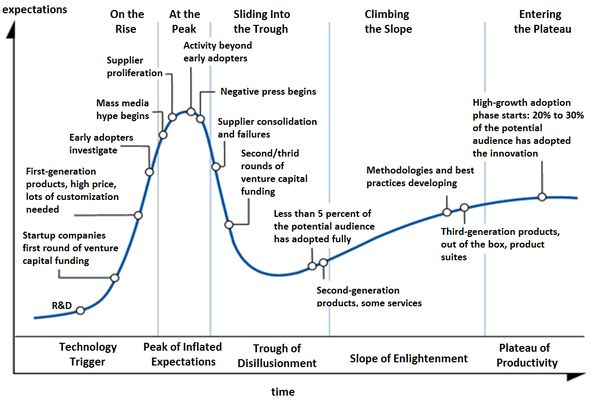 expectations
On the
Rise
At the
Peak
Sliding Into
the Trough
Climbing
the Slope
Entering
the Plateau
Activity beyond
early adopters
Supplier
proliferation
Negative press begins
Mass media
hype begins
High-growth adoption
phase starts: 20% to 30%
of the potential
audience has adopted
the innovation
Supplier consolidation
and failures
Early adopters
investigate
Second/thrid
rounds of
venture capital
funding
First-generation
products, high price,
lots of customization
needed
Methodologies and best
practices developing
Less than 5 percent of
the potential audience
has adopted fully
Startup companies
first round of venture
capital funding
Third-generation products,
out of the box, product
suites
Second-generation
products, some services
R&D
Technology
Trigger
Peak of Inflated
Expectations
Trough of
Disillusionment
Slope of Enlightenment
Plateau of
Productivity
time